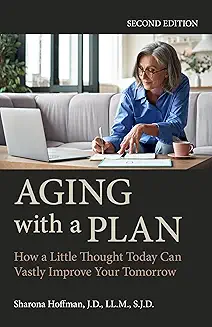 SECOND EDITION
AGING
with a PLAN
How a Little Thought Today Can
Vastly Improve Your Tomorrow
Sharona Hoffman, J.D., LL.M., S.J.D.